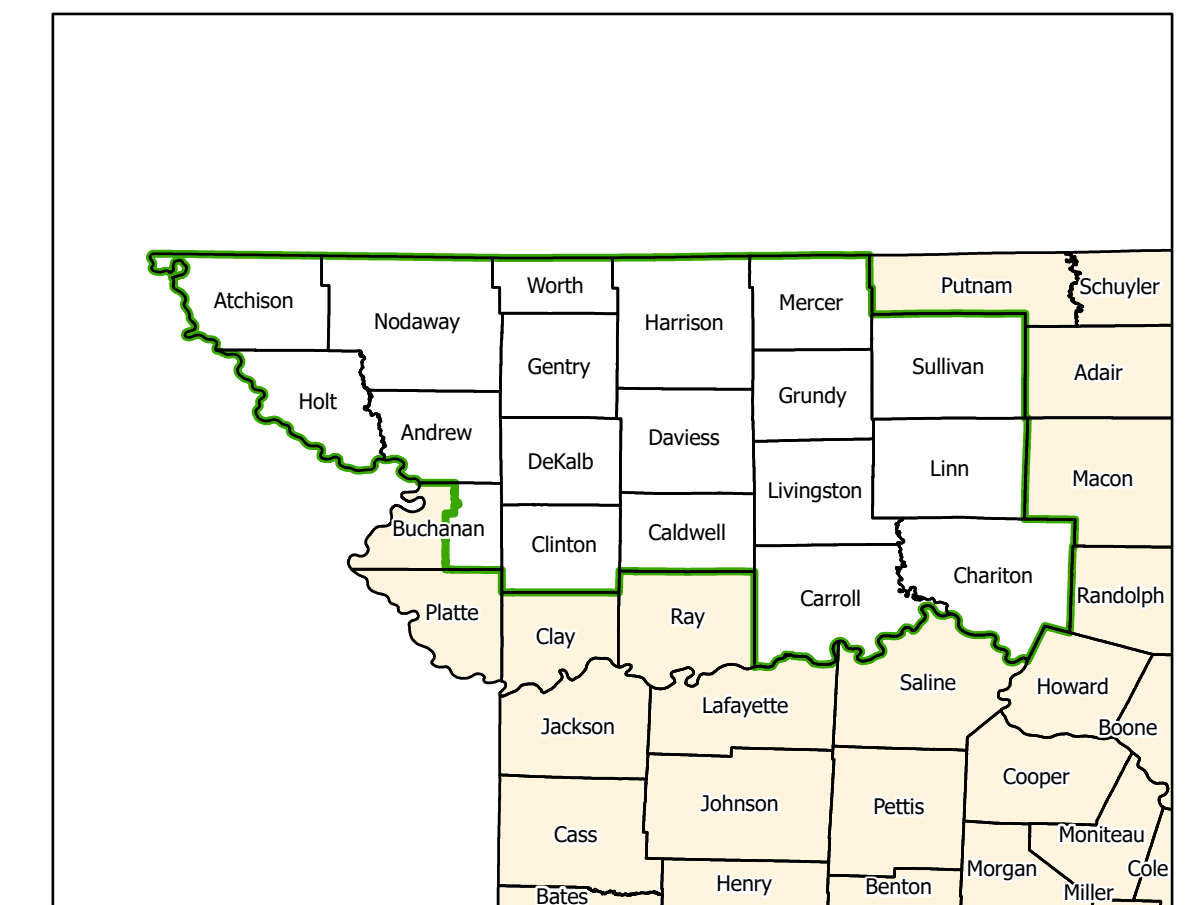 Worth
Putnam
Schuyler
Atchison
Mercer
Nodaway
Harrison
Gentry
Sullivan
Adair
Holt
Grundy
Andrew
Daviess
DeKalb
Linn
Macon
Livingston
Buchanan
Caldwell
Clinton
Chariton
Carroll
Randolph
Platte
Ray
Clay
Saline
Howard
Lafayette
Jackson
Boone
Cooper
Johnson
Pettis
Cass
Moniteau
Morgan
Cole
Henry
Benton
Miller
Bates